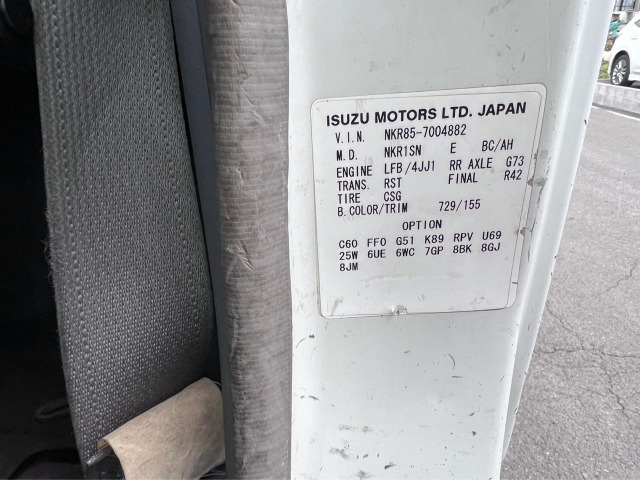 ISUZU MOTORS LTD. JAPAN
V.I.N. NKR85-7004882
M.D. NKR1SN E BC/AH
ENGINE LFB/4JJ1 RR AXLE G73
TRANS. RST FINAL R42
TIRE CSG
B.COLOR/TRIM 729/155
OPTION
C60 FF0 G51 K89 RPV U69
25W 6UE 6WC 7GP 8BK 8GJ
8JM